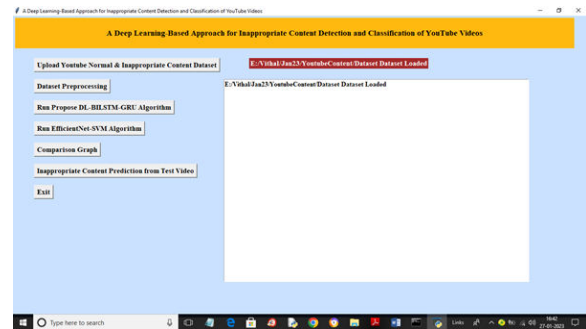 A Deep Learning-Based Approach for Inappropriate Content Detection and Classification of YouTube Videos
A Deep Learning-Based Approach for Inappropriate Content Detection and Classification of YouTube Videos
Upload Youtube Normal & Inappropriate Content Dataset
E:/Vithal/Jan23/YoutubeContent/Dataset Dataset Loaded
Dataset Preprocessing
E:/Vithal/Jan23/YoutubeContent/Dataset Dataset Loaded
Run Propose DL-BILSTM-GRU Algorithm
Run EfficientNet-SVM Algorithm
Comparison Graph
Inappropriate Content Prediction from Test Video
Exit
Type here to search
Links
16:42
27-01-2023